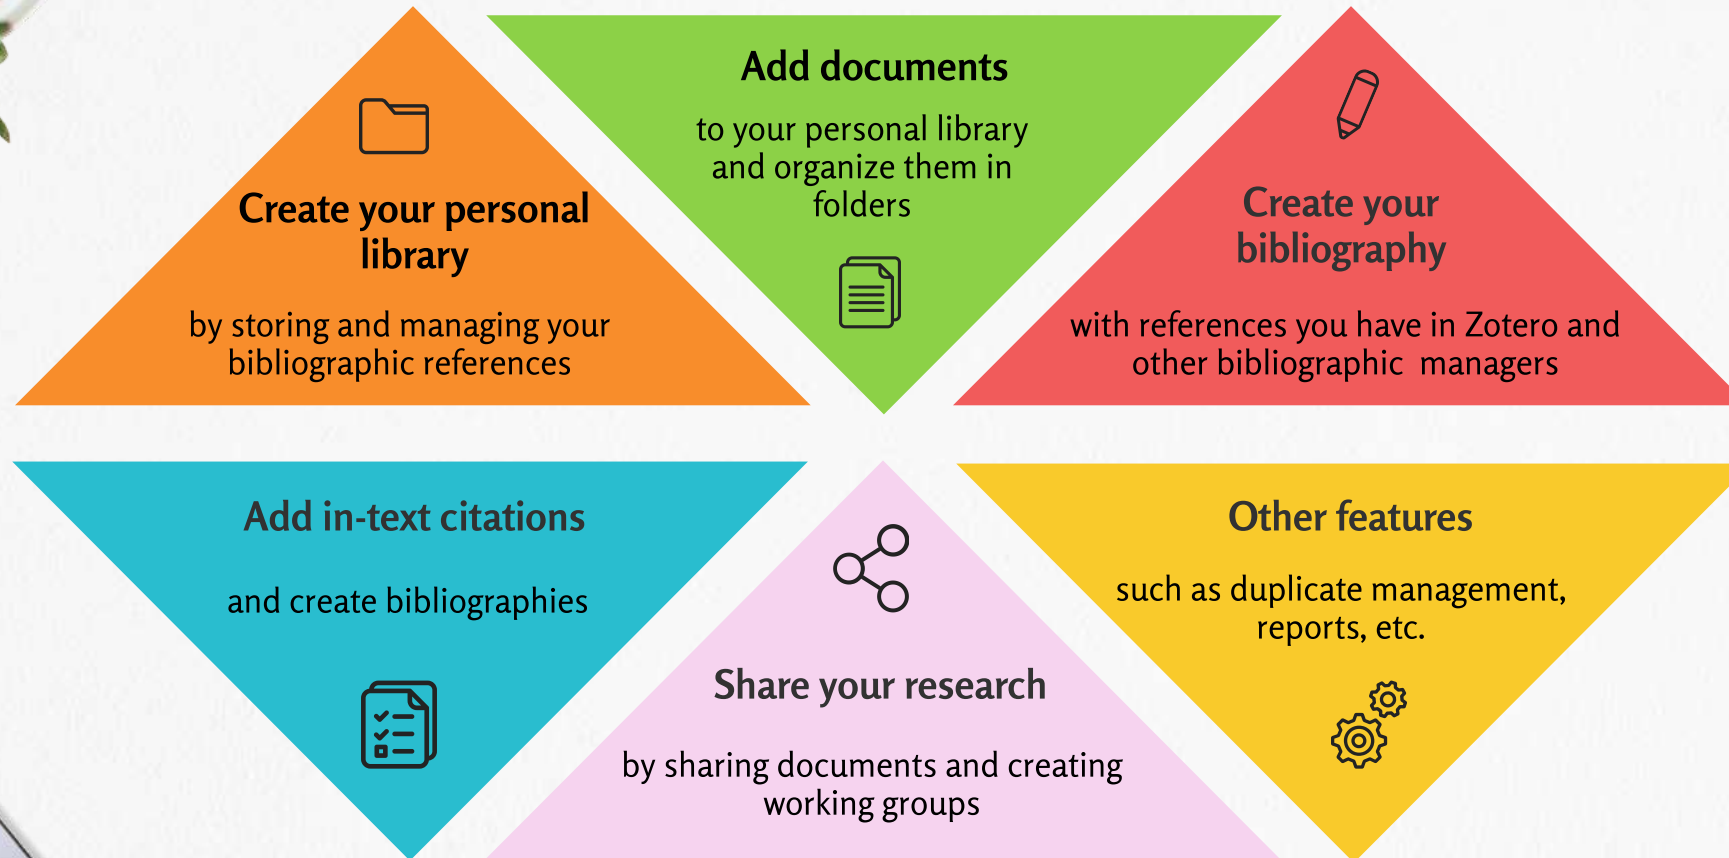 Create your personal
library
by storing and managing your
bibliographic references
Add documents
to your personal library
and organize them in
folders
Create your
bibliography
with references you have in Zotero and
other bibliographic  managers
Add in-text citations
and create bibliographies
Share your research
by sharing documents and creating
working groups
Other features
such as duplicate management,
reports, etc.